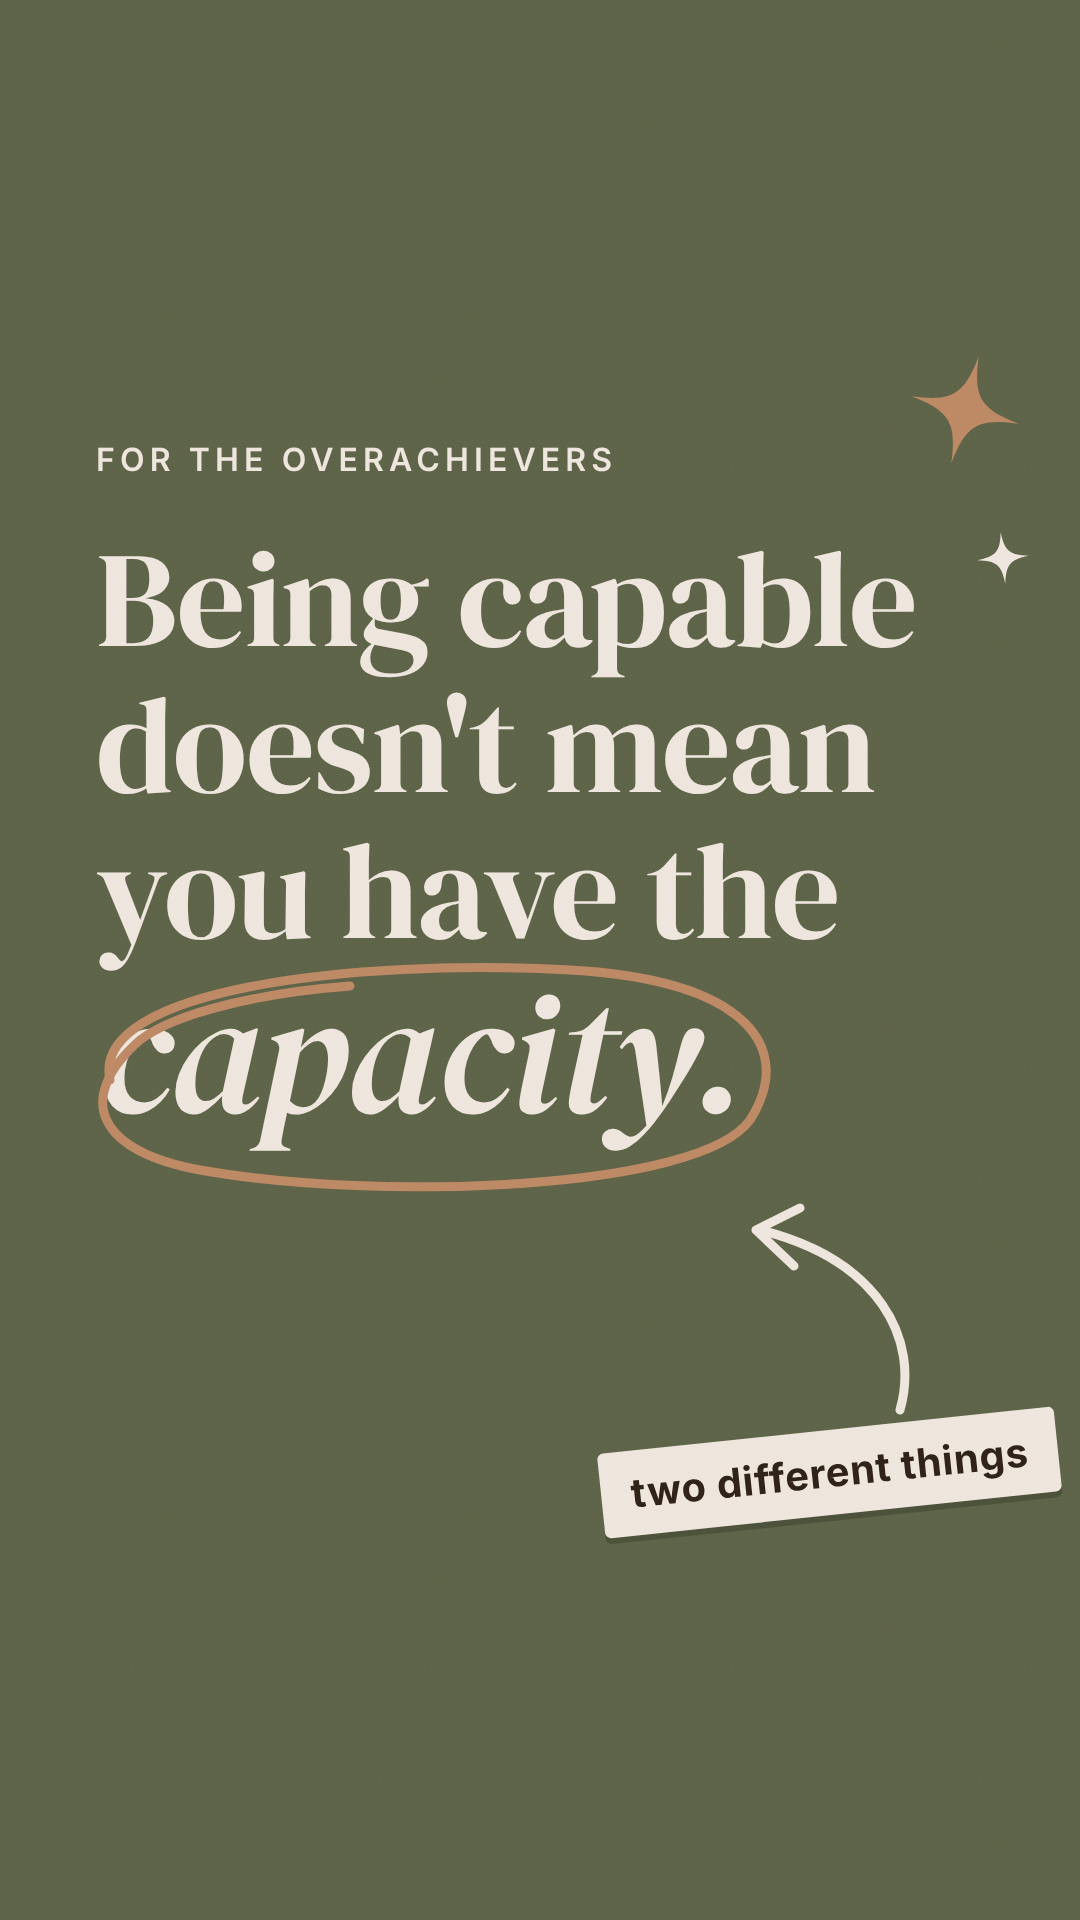 FOR THE OVERACHIEVERS
Being capable
doesn't mean
you have the
capacity.
two different things